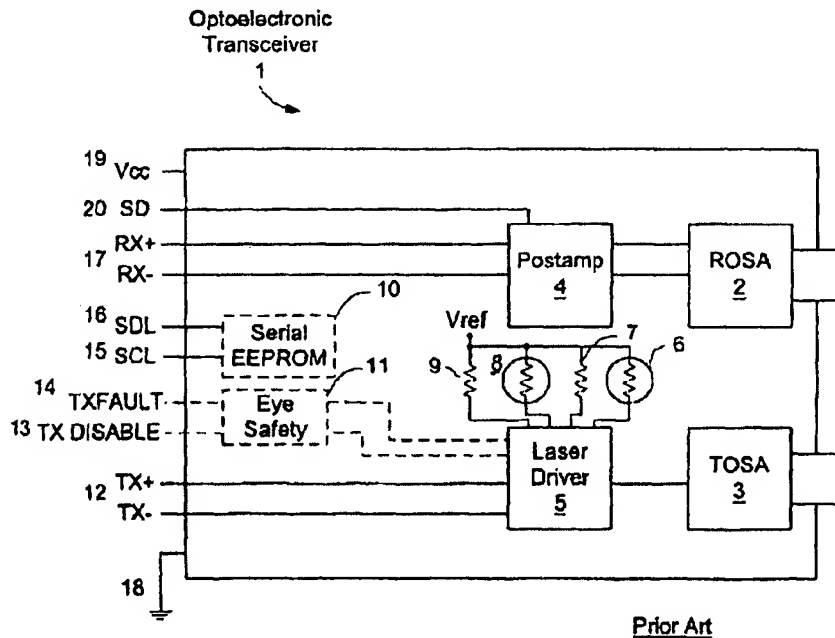 Optoelectronic
Transceiver
1
19 Vcc
20 SD
17 RX+
RX-
16 SDL
15 SCL
14 TXFAULT
13 TX DISABLE
12 TX+
TX-
18
Serial
EEPROM
10
Eye
Safety
11
Postamp
4
ROSA
2
Vref
9
8
7
6
Laser
Driver
5
TOSA
3
Prior Art